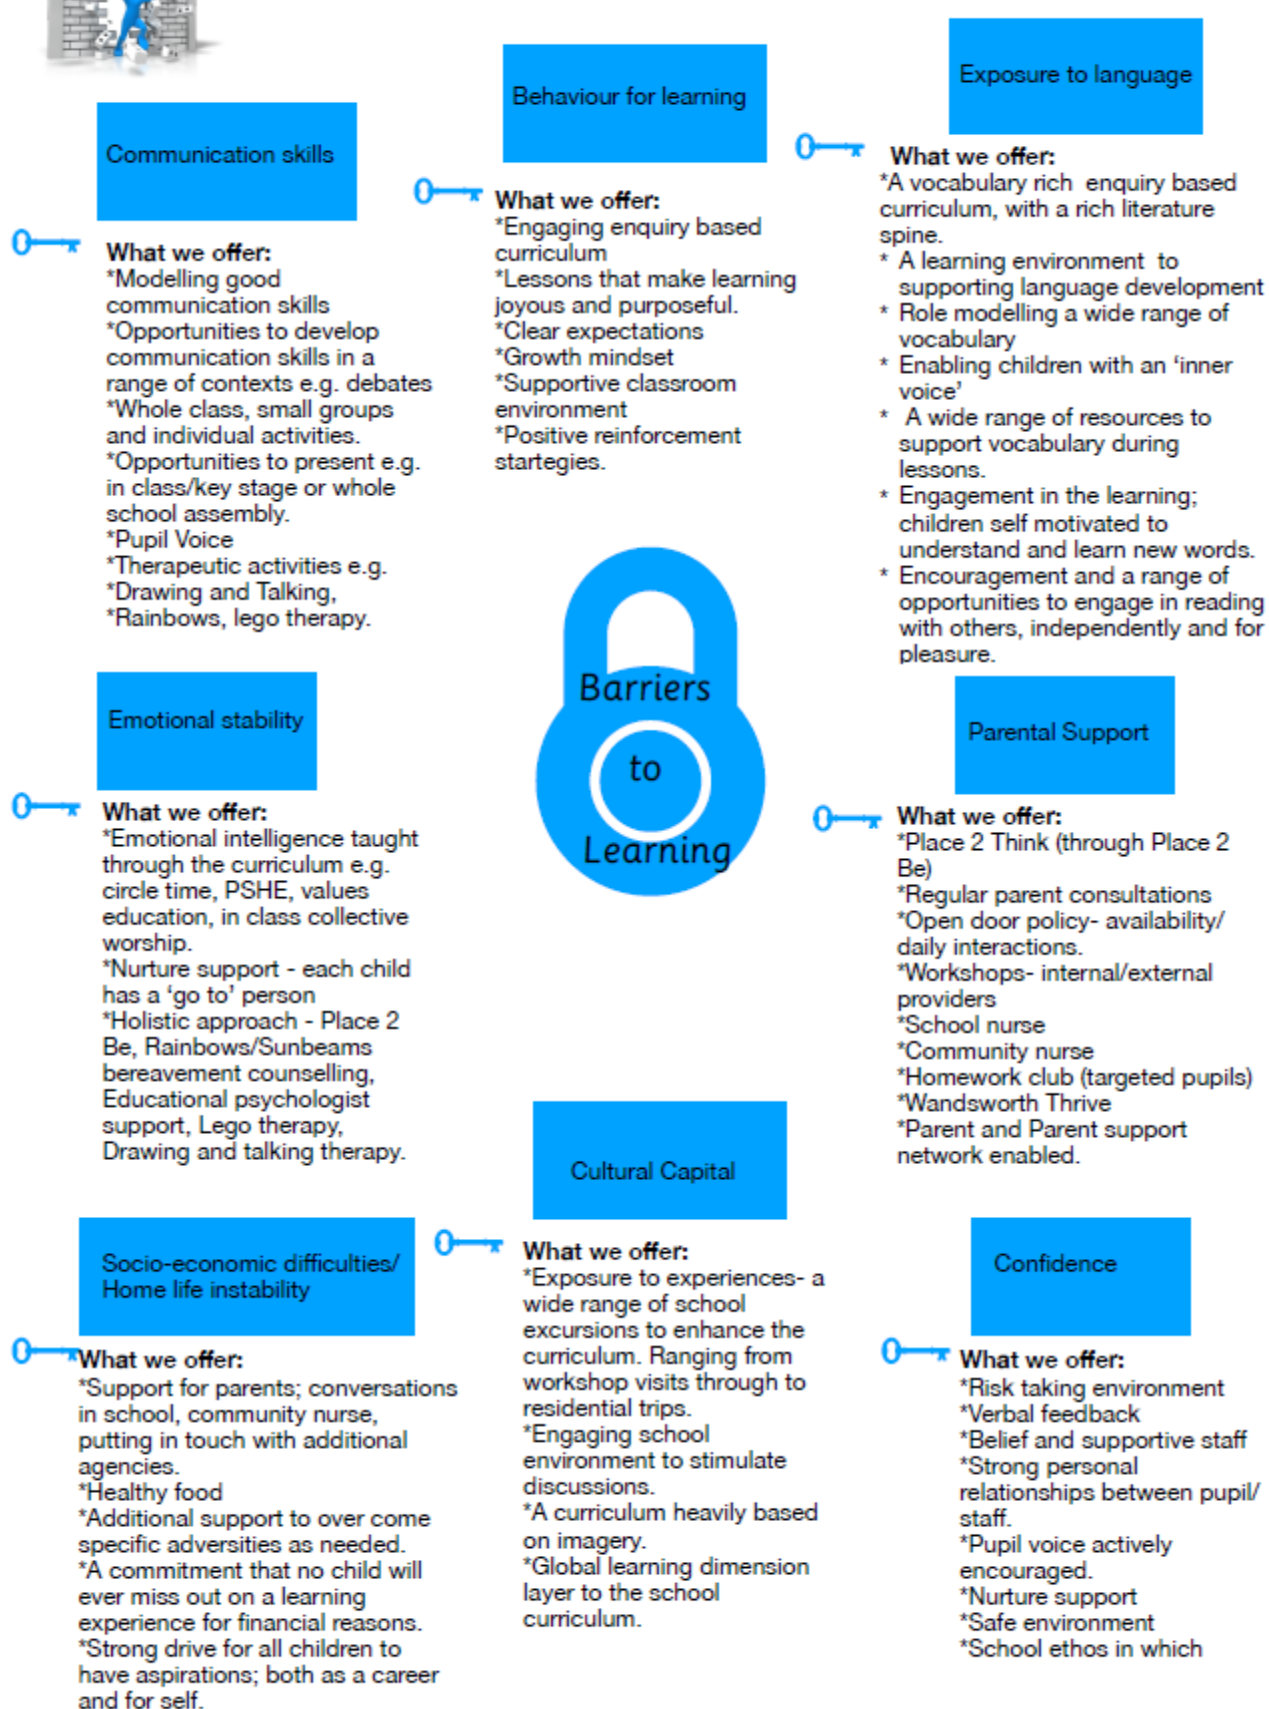 Communication skills
What we offer:
*Modelling good
communication skills
*Opportunities to develop
communication skills in a
range of contexts e.g. debates
*Whole class, small groups
and individual activities.
*Opportunities to present e.g.
in class/key stage or whole
school assembly.
*Pupil Voice
*Therapeutic activities e.g.
*Drawing and Talking,
*Rainbows, lego therapy.
Behaviour for learning
What we offer:
*Engaging enquiry based
curriculum
*Lessons that make learning
joyous and purposeful.
*Clear expectations
*Growth mindset
*Supportive classroom
environment
*Positive reinforcement
startegies.
Exposure to language
What we offer:
*A vocabulary rich enquiry based
curriculum, with a rich literature
spine.
* A learning environment to
supporting language development
* Role modelling a wide range of
vocabulary
* Enabling children with an ‘inner
voice’
* A wide range of resources to
support vocabulary during
lessons.
* Engagement in the learning;
children self motivated to
understand and learn new words.
* Encouragement and a range of
opportunities to engage in reading
with others, independently and for
pleasure.
Barriers
to
Learning
Emotional stability
What we offer:
*Emotional intelligence taught
through the curriculum e.g.
circle time, PSHE, values
education, in class collective
worship.
*Nurture support - each child
has a ‘go to’ person
*Holistic approach - Place 2
Be, Rainbows/Sunbeams
bereavement counselling,
Educational psychologist
support, Lego therapy,
Drawing and talking therapy.
Parental Support
What we offer:
*Place 2 Think (through Place 2
Be)
*Regular parent consultations
*Open door policy- availability/
daily interactions.
*Workshops- internal/external
providers
*School nurse
*Community nurse
*Homework club (targeted pupils)
*Wandsworth Thrive
*Parent and Parent support
network enabled.
Socio-economic difficulties/
Home life instability
What we offer:
*Support for parents; conversations
in school, community nurse,
putting in touch with additional
agencies.
*Healthy food
*Additional support to over come
specific adversities as needed.
*A commitment that no child will
ever miss out on a learning
experience for financial reasons.
*Strong drive for all children to
have aspirations; both as a career
and for self.
Cultural Capital
What we offer:
*Exposure to experiences- a
wide range of school
excursions to enhance the
curriculum. Ranging from
workshop visits through to
residential trips.
*Engaging school
environment to stimulate
discussions.
*A curriculum heavily based
on imagery.
*Global learning dimension
layer to the school
curriculum.
Confidence
What we offer:
*Risk taking environment
*Verbal feedback
*Belief and supportive staff
*Strong personal
relationships between pupil/
staff.
*Pupil voice actively
encouraged.
*Nurture support
*Safe environment
*School ethos in which